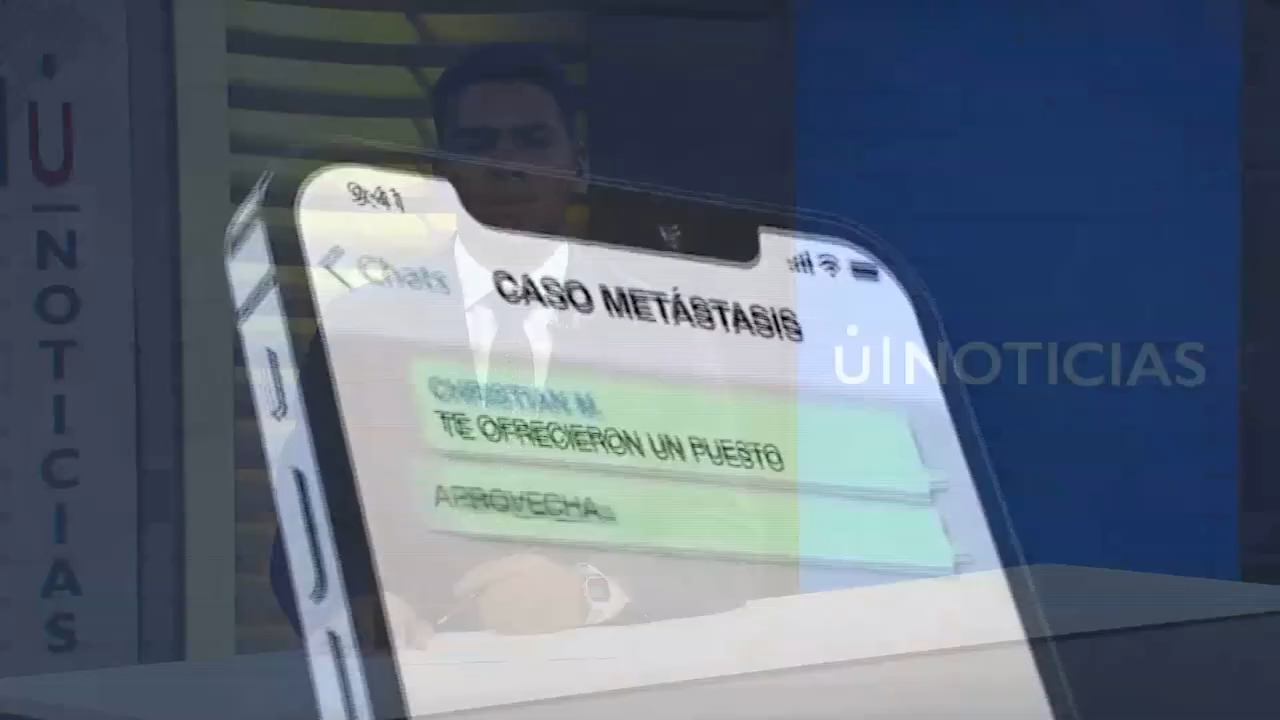 Ú
NOTICIAS
9:41
Chats
CASO METÁSTASIS
CHRISTIAN M.
TE OFRECIERON UN PUESTO
APROVECHA...
Ú|NOTICIAS